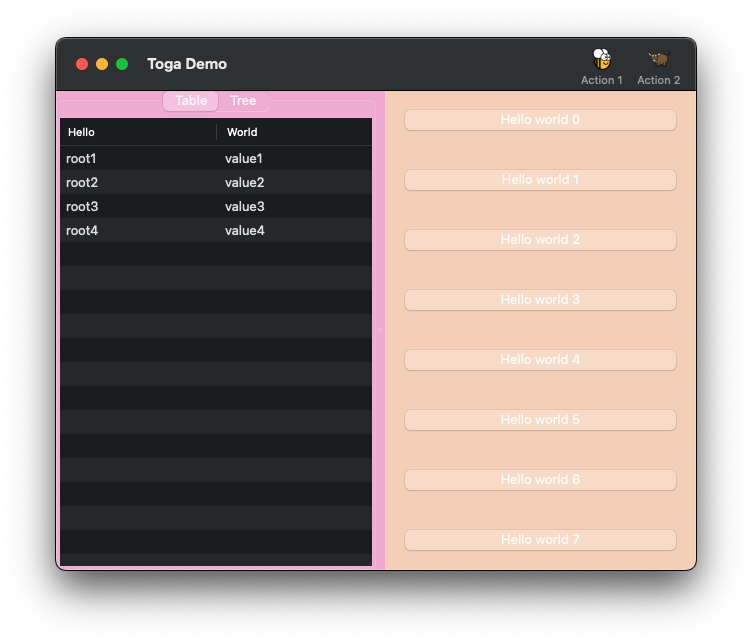 Toga Demo
Action 1
Action 2
Table
Tree
Hello
World
root1
value1
root2
value2
root3
value3
root4
value4
Hello world 0
Hello world 1
Hello world 2
Hello world 3
Hello world 4
Hello world 5
Hello world 6
Hello world 7